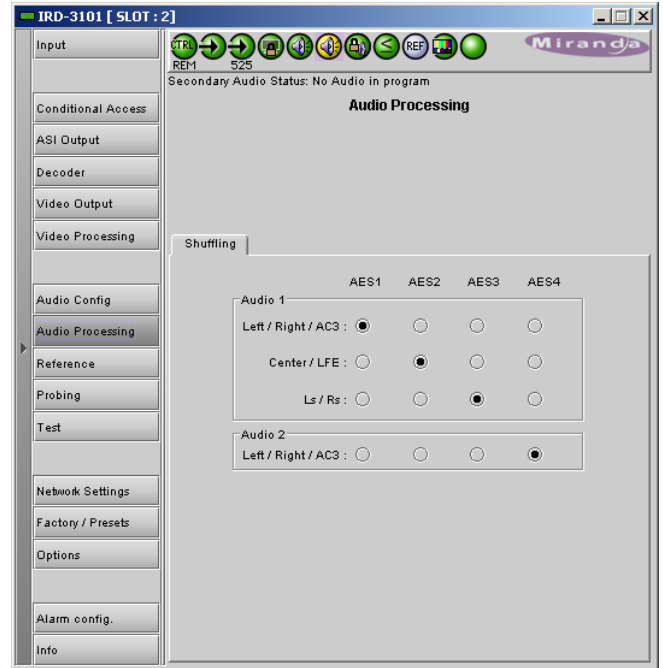 IRD-3101 [ SLOT : 2]
Input
CTRL
REM
525
REF
Miranda
Secondary Audio Status: No Audio in program
Audio Processing
Conditional Access
ASI Output
Decoder
Video Output
Video Processing
Audio Config
Audio Processing
Reference
Probing
Test
Network Settings
Factory / Presets
Options
Alarm config.
Info
Shuffling
AES1 AES2 AES3 AES4
Audio 1
Left / Right / AC3 :
Center / LFE :
Ls / Rs :
Audio 2
Left / Right / AC3 :